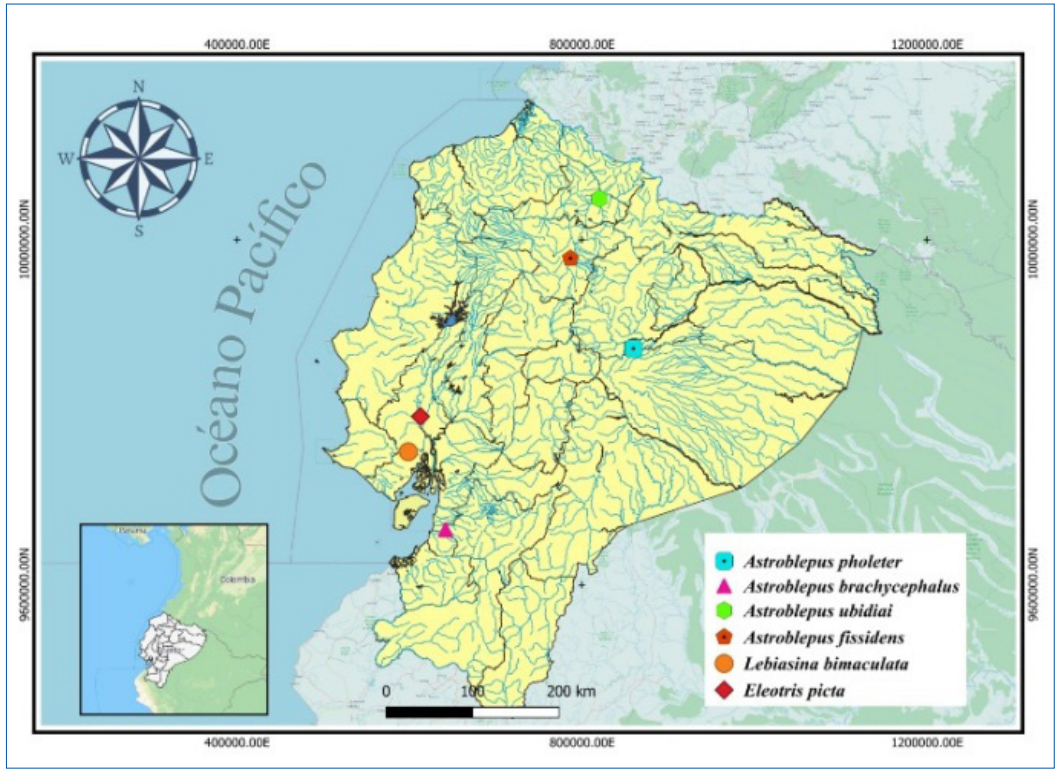 400000.00E 800000.00E 1200000.00E
N
W E
S
Océano Pacífico
10000000.00N
10000000.00N
9600000.00N
9600000.00N
Panama
Colombia
Astroblepus pholeter
Astroblepus brachycephalus
Astroblepus ubidiai
Astroblepus fissidens
Lebiasina bimaculata
Eleotris picta
0 100 200 km
400000.00E 800000.00E 1200000.00E